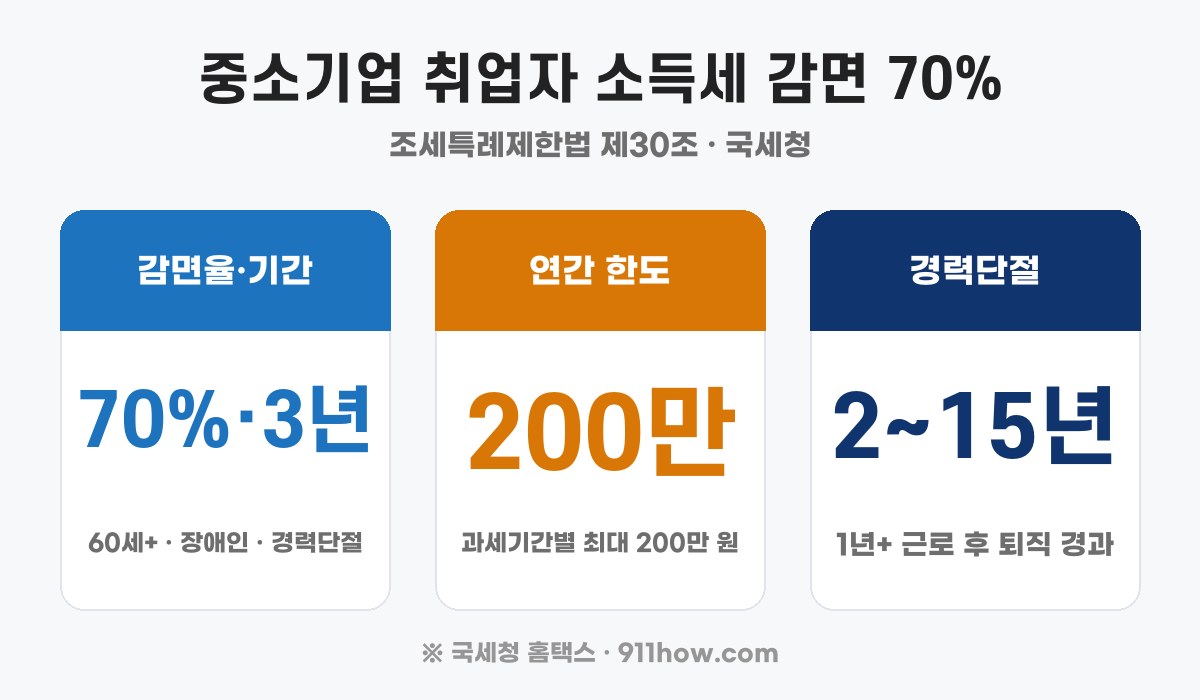 중소기업 취업자 소득세 감면 70%
조세특례제한법 제30조 · 국세청
감면율·기간
70%·3년
60세+ · 장애인 · 경력단절
연간 한도
200만
과세기간별 최대 200만 원
경력단절
2~15년
1년+ 근로 후 퇴직 경과
※ 국세청 홈택스 · 911how.com